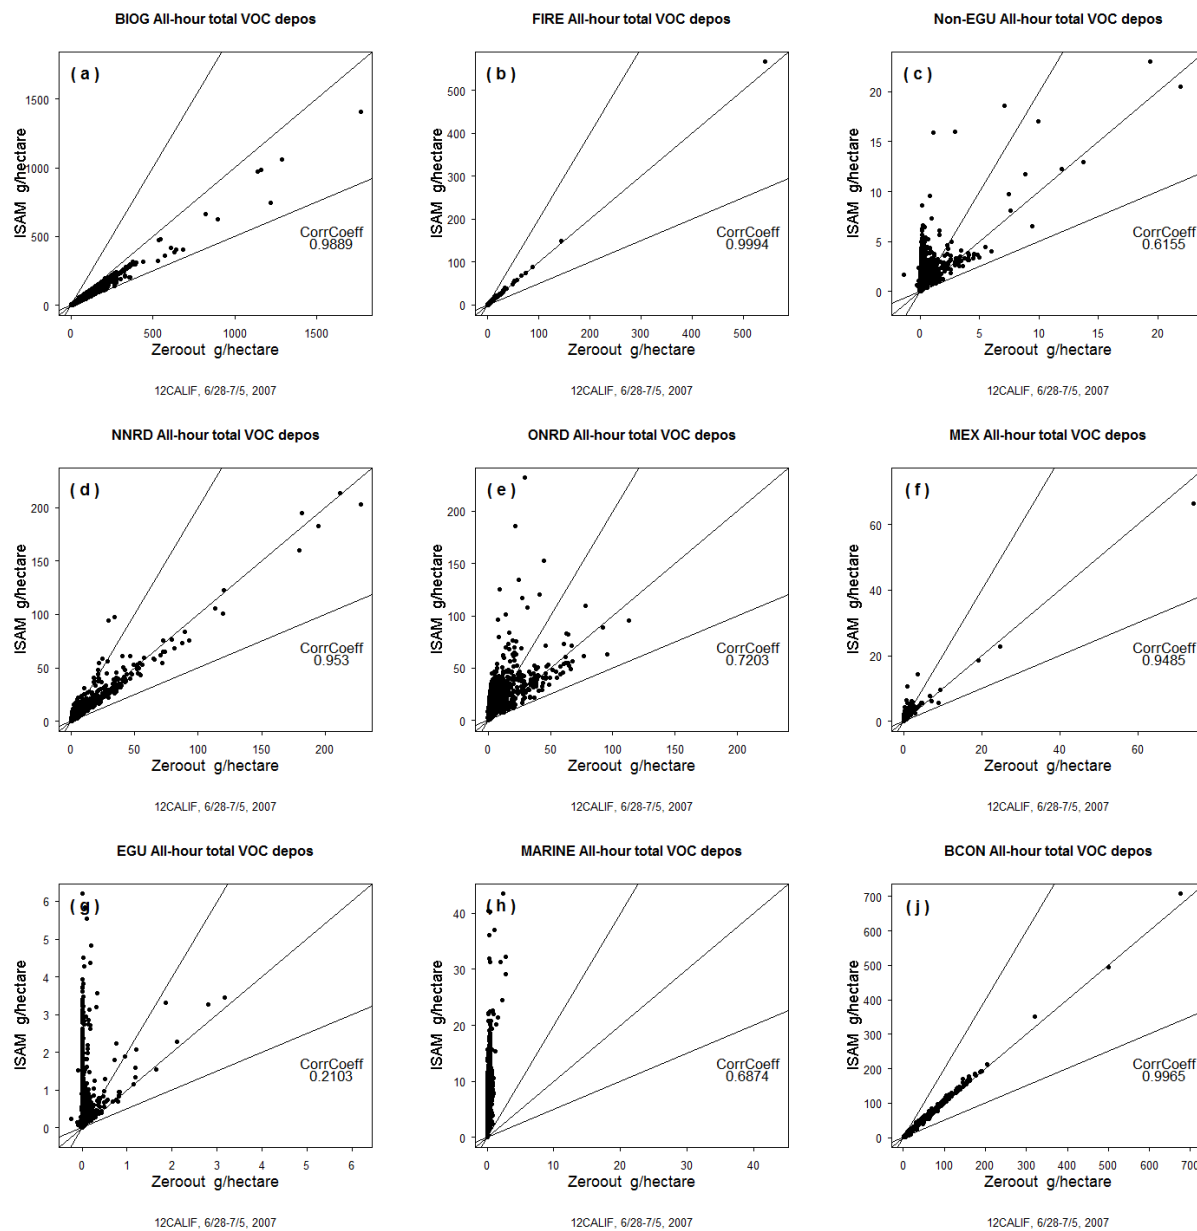 BIOG All-hour total VOC depos
( a )
ISAM g/hectare
1500
1000
500
0
CorrCoeff
0.9889
0 500 1000 1500
Zeroout g/hectare
12CALIF, 6/28-7/5, 2007
FIRE All-hour total VOC depos
( b )
ISAM g/hectare
500
400
300
200
100
0
CorrCoeff
0.9994
0 100 200 300 400 500
Zeroout g/hectare
12CALIF, 6/28-7/5, 2007
Non-EGU All-hour total VOC depos
( c )
ISAM g/hectare
20
15
10
5
0
CorrCoeff
0.6155
0 5 10 15 20
Zeroout g/hectare
12CALIF, 6/28-7/5, 2007
NNRD All-hour total VOC depos
( d )
ISAM g/hectare
200
150
100
50
0
CorrCoeff
0.953
0 50 100 150 200
Zeroout g/hectare
12CALIF, 6/28-7/5, 2007
ONRD All-hour total VOC depos
( e )
ISAM g/hectare
200
150
100
50
0
CorrCoeff
0.7203
0 50 100 150 200
Zeroout g/hectare
12CALIF, 6/28-7/5, 2007
MEX All-hour total VOC depos
( f )
ISAM g/hectare
60
40
20
0
CorrCoeff
0.9485
0 20 40 60
Zeroout g/hectare
12CALIF, 6/28-7/5, 2007
EGU All-hour total VOC depos
( g )
ISAM g/hectare
6
5
4
3
2
1
0
CorrCoeff
0.2103
0 1 2 3 4 5 6
Zeroout g/hectare
12CALIF, 6/28-7/5, 2007
MARINE All-hour total VOC depos
( h )
ISAM g/hectare
40
30
20
10
0
CorrCoeff
0.6874
0 10 20 30 40
Zeroout g/hectare
12CALIF, 6/28-7/5, 2007
BCON All-hour total VOC depos
( j )
ISAM g/hectare
700
600
500
400
300
200
100
0
CorrCoeff
0.9965
0 100 200 300 400 500 600 700
Zeroout g/hectare
12CALIF, 6/28-7/5, 2007